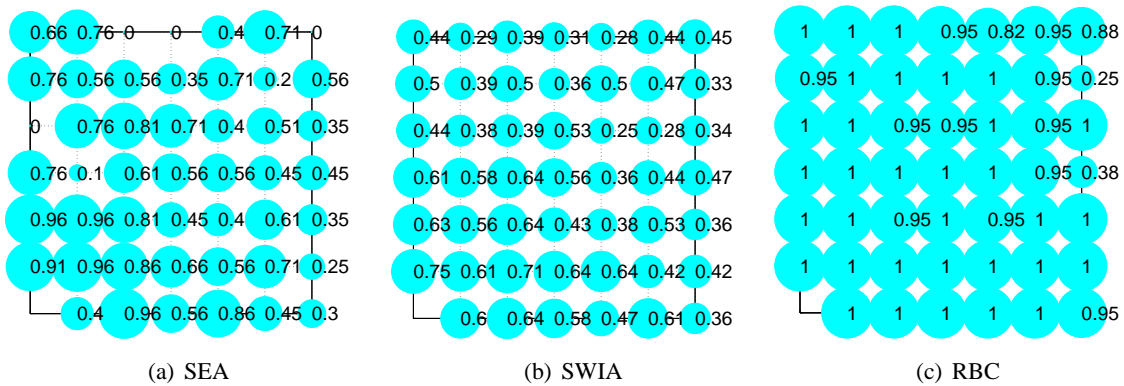 0.66 0.76 0 0 0.4 0.71 0
0.76 0.56 0.56 0.35 0.71 0.2 0.56
0 0.76 0.81 0.71 0.4 0.51 0.35
0.76 0.1 0.61 0.56 0.56 0.45 0.45
0.96 0.96 0.81 0.45 0.4 0.61 0.35
0.91 0.96 0.86 0.66 0.56 0.71 0.25
0.4 0.96 0.56 0.86 0.45 0.3
(a) SEA
0.44 0.29 0.39 0.31 0.28 0.44 0.45
0.5 0.39 0.5 0.36 0.5 0.47 0.33
0.44 0.38 0.39 0.53 0.25 0.28 0.34
0.61 0.58 0.64 0.56 0.36 0.44 0.47
0.63 0.56 0.64 0.43 0.38 0.53 0.36
0.75 0.61 0.71 0.64 0.64 0.42 0.42
0.6 0.64 0.58 0.47 0.61 0.36
(b) SWIA
1 1 1 0.95 0.82 0.95 0.88
0.95 1 1 1 1 0.95 0.25
1 1 0.95 0.95 1 0.95 1
1 1 1 1 1 0.95 0.38
1 1 0.95 1 0.95 1 1
1 1 1 1 1 1 1
1 1 1 1 1 0.95
(c) RBC